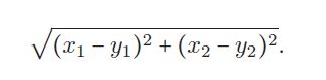 √(x₁ − y₁)² + (x₂ − y₂)².